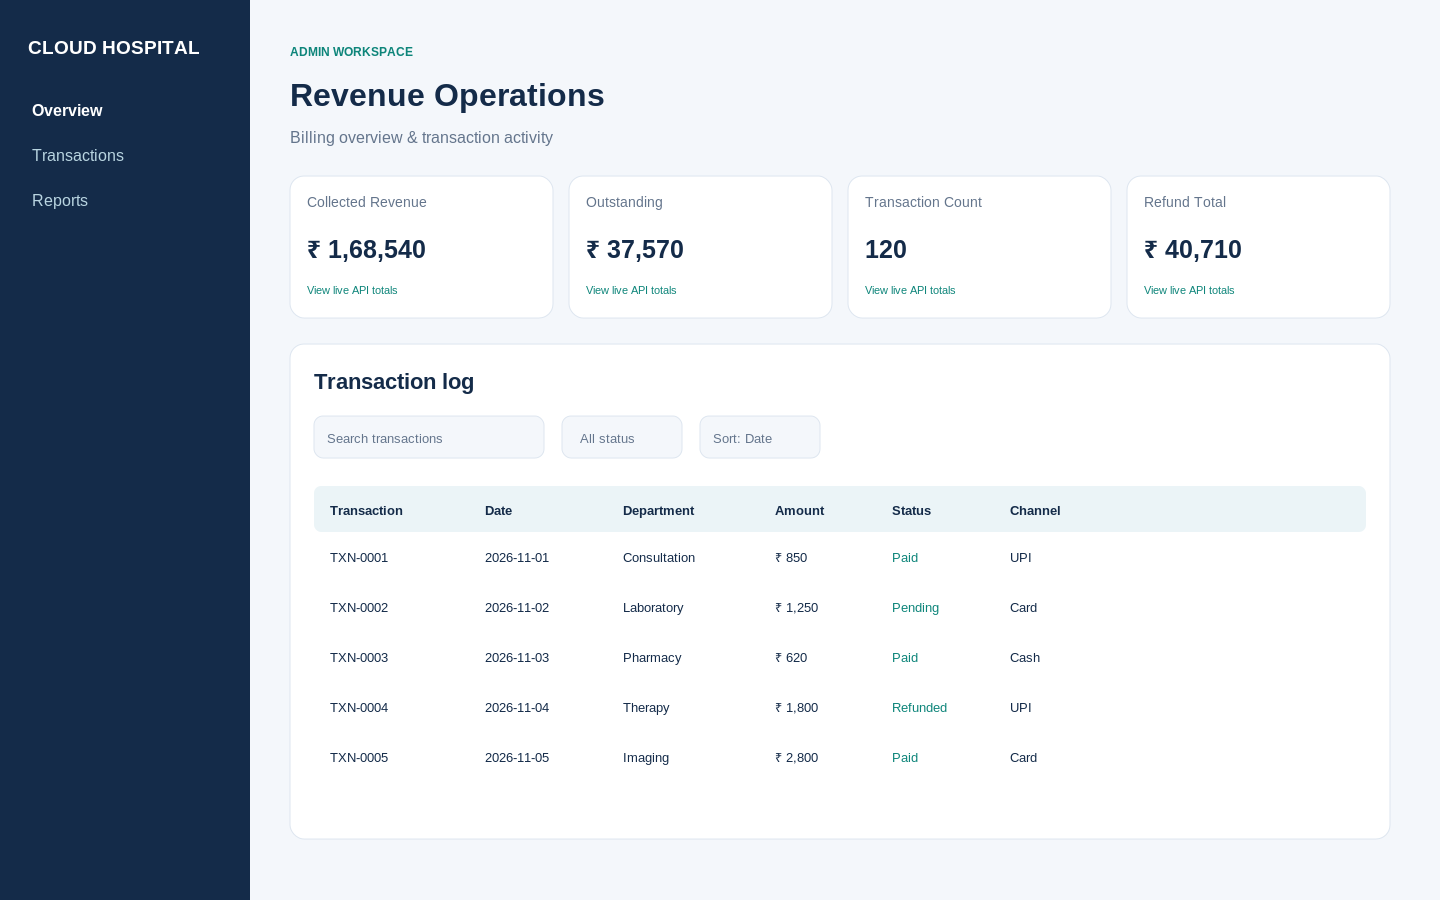 CLOUD HOSPITAL
Overview
Transactions
Reports
ADMIN WORKSPACE
Revenue Operations
Billing overview & transaction activity
Collected Revenue
₹ 1,68,540
View live API totals
Outstanding
₹ 37,570
View live API totals
Transaction Count
120
View live API totals
Refund Total
₹ 40,710
View live API totals
Transaction log
Search transactions All status Sort: Date
Transaction Date Department Amount Status Channel
TXN-0001 2026-11-01 Consultation ₹ 850 Paid UPI
TXN-0002 2026-11-02 Laboratory ₹ 1,250 Pending Card
TXN-0003 2026-11-03 Pharmacy ₹ 620 Paid Cash
TXN-0004 2026-11-04 Therapy ₹ 1,800 Refunded UPI
TXN-0005 2026-11-05 Imaging ₹ 2,800 Paid Card